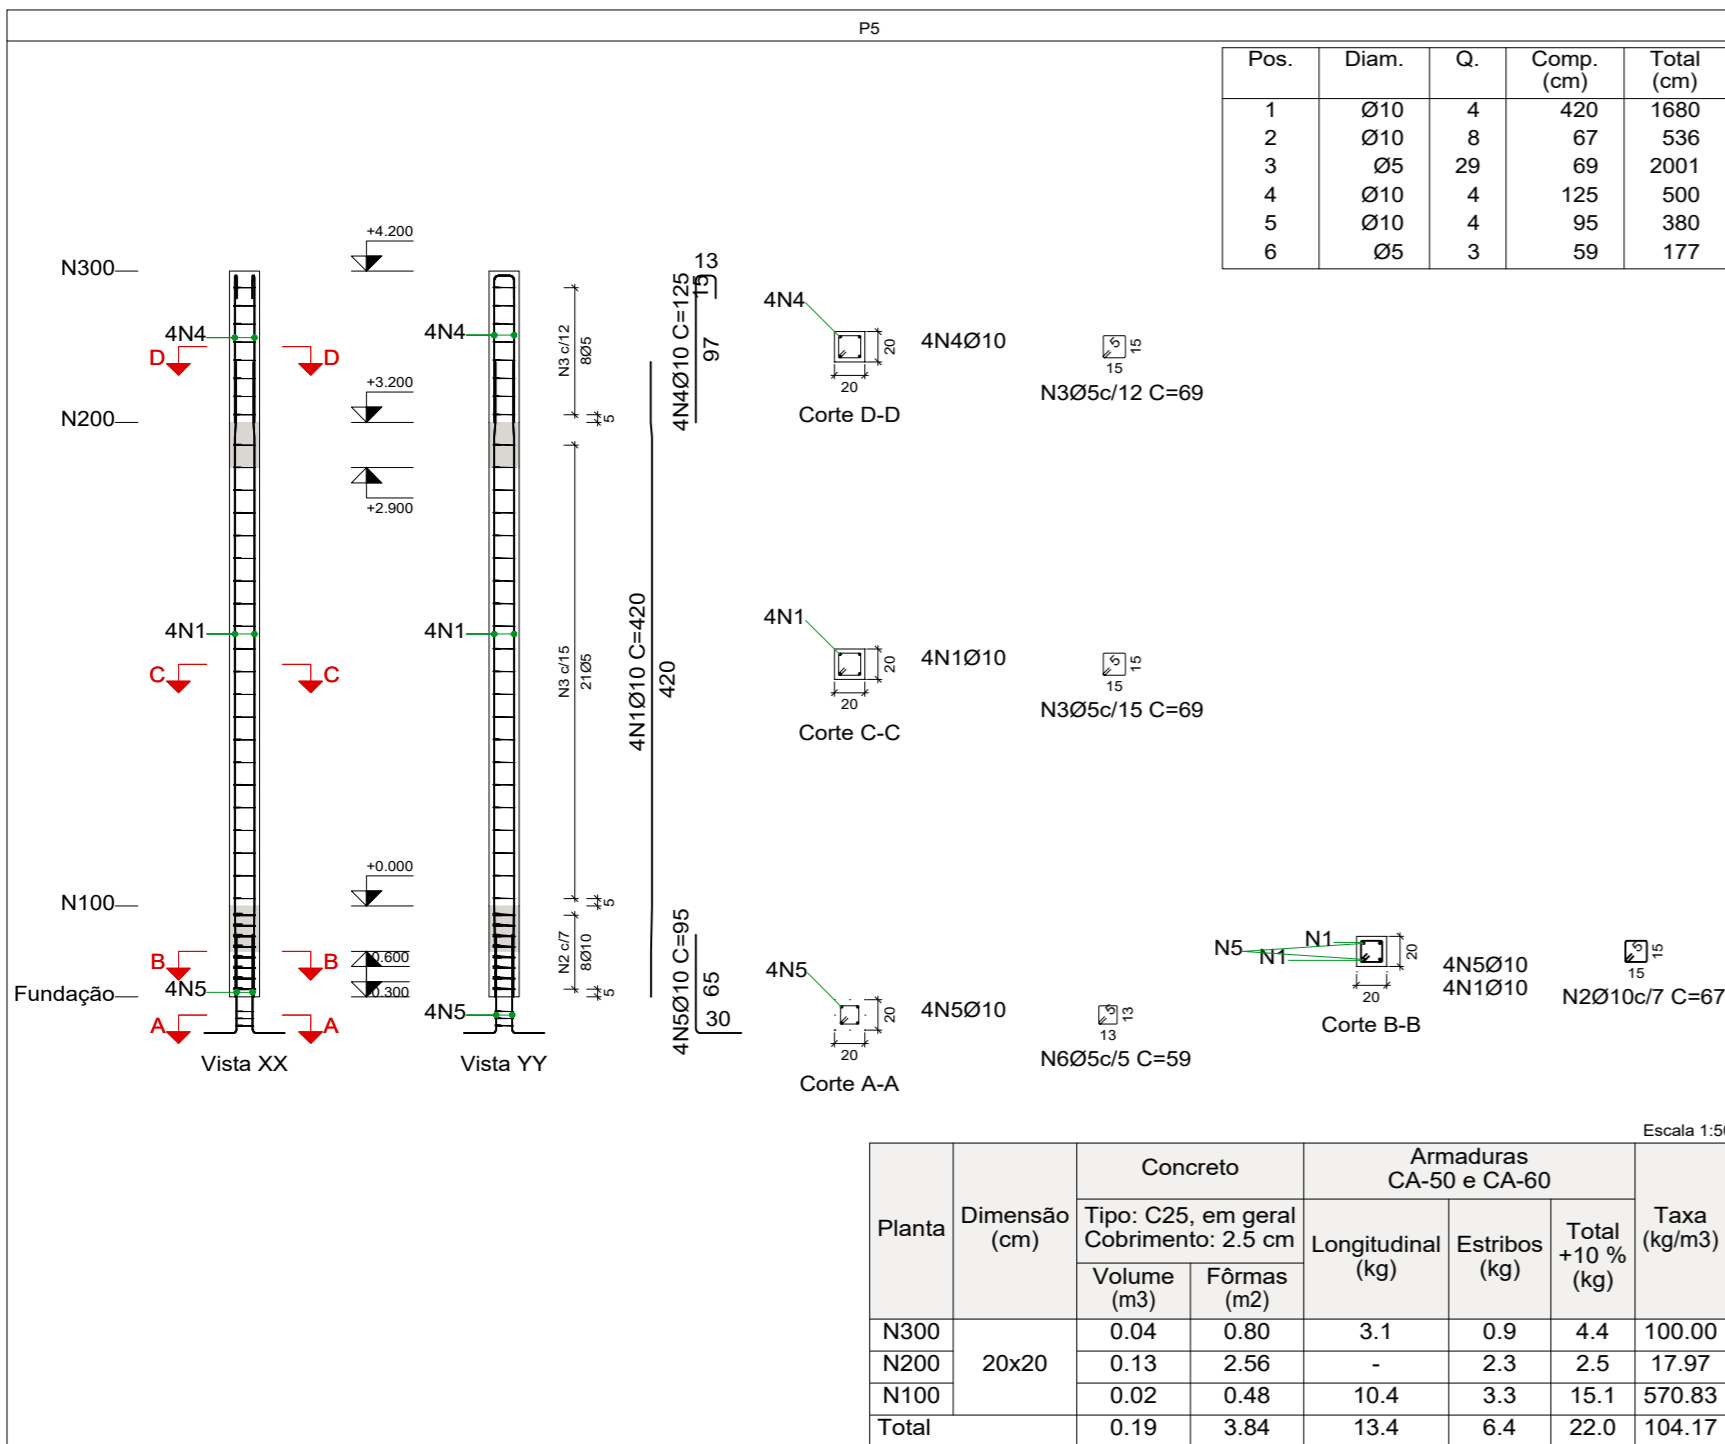 P5
Pos. Diam. Q. Comp. (cm) Total (cm)
1 Ø10 4 420 1680
2 Ø10 8 67 536
3 Ø5 29 69 2001
4 Ø10 4 125 500
5 Ø10 4 95 380
6 Ø5 3 59 177
N300
N200
N100
Fundação
4N4
D D
4N1
C C
B B
4N5
A A
Vista XX
+4.200
+3.200
+2.900
+0.000
0.600
0.300
4N4
4N1
4N5
Vista YY
N3 c/12
8Ø5
5
N3 c/15
21Ø5
5
N2 c/7
8Ø10
5
4N1Ø10 C=420
420
4N4Ø10 C=125
13
15
97
4N5Ø10 C=95
65
30
4N4
20
20
4N4Ø10
Corte D-D
5
15
15
N3Ø5c/12 C=69
4N1
20
20
4N1Ø10
Corte C-C
5
15
15
N3Ø5c/15 C=69
4N5
20
20
4N5Ø10
Corte A-A
5
13
13
N6Ø5c/5 C=59
N1
N5
N1
20
20
4N5Ø10
4N1Ø10
Corte B-B
5
15
15
N2Ø10c/7 C=67
Escala 1:50
Planta Dimensão (cm) Concreto Armaduras CA-50 e CA-60 Taxa (kg/m3)
Tipo: C25, em geral
Cobrimento: 2.5 cm
Longitudinal (kg) Estribos (kg) Total +10 % (kg)
Volume (m3) Fôrmas (m2)
N300 0.04 0.80 3.1 0.9 4.4 100.00
N200 20x20 0.13 2.56 - 2.3 2.5 17.97
N100 0.02 0.48 10.4 3.3 15.1 570.83
Total 0.19 3.84 13.4 6.4 22.0 104.17